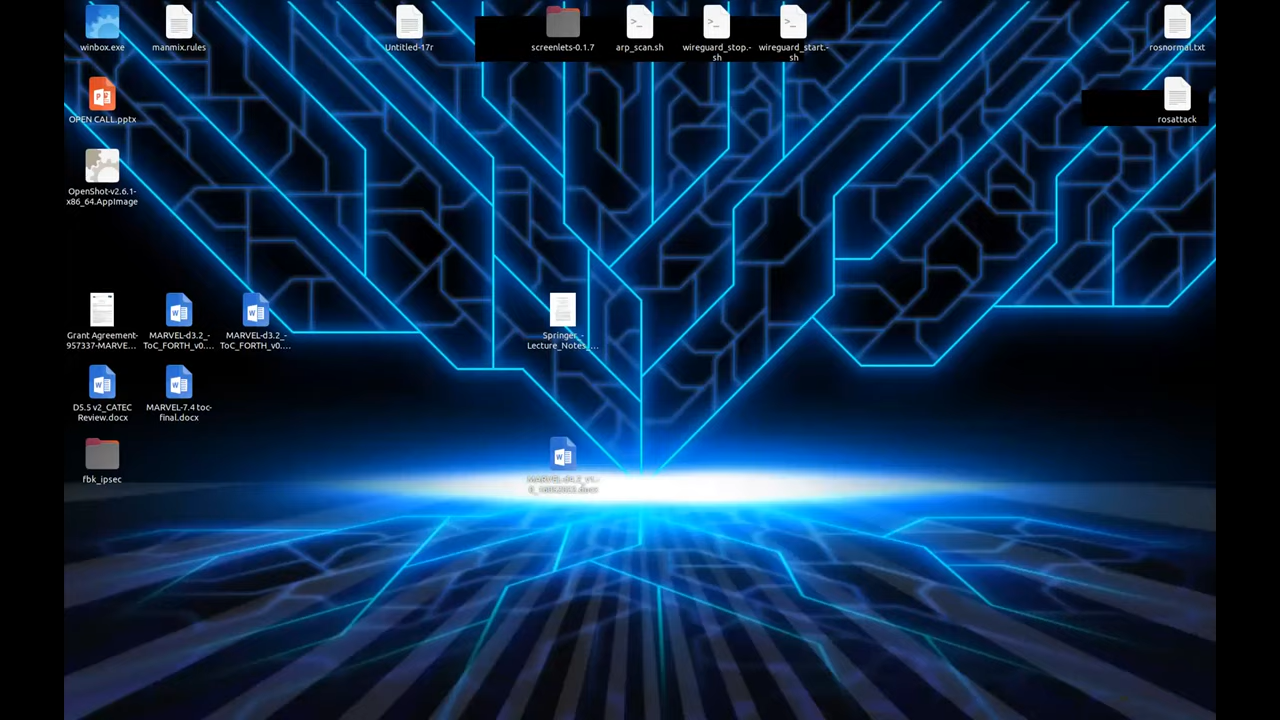 winbox.exe
manmix.rules
Untitled-17r
screenlets-0.1.7
arp_scan.sh
wireguard_stop.-
sh
wireguard_start.-
sh
rosnormal.txt
OPEN CALL.pptx
rosattack
OpenShot-v2.6.1-
x86_64.AppImage
Grant Agreement-
957337-MARVE...
MARVEL-d3.2_-
ToC_FORTH_v0....
MARVEL-d3.2_-
ToC_FORTH_v0....
Springer_-
Lecture_Notes_...
D5.5 v2_CATEC
Review.docx
MARVEL-7.4 toc-
final.docx
fbk_ipsec